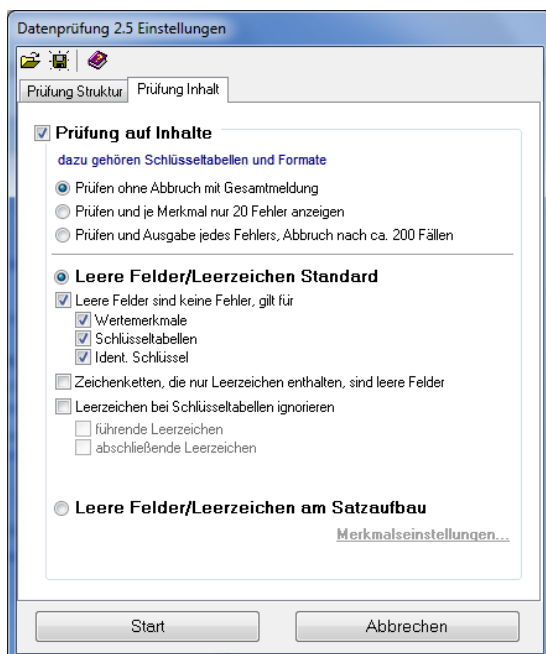 Datenprüfung 2.5 Einstellungen
Prüfung Struktur
Prüfung Inhalt
Prüfung auf Inhalte
dazu gehören Schlüsseltabellen und Formate
Prüfen ohne Abbruch mit Gesamtmeldung
Prüfen und je Merkmal nur 20 Fehler anzeigen
Prüfen und Ausgabe jedes Fehlers, Abbruch nach ca. 200 Fällen
Leere Felder/Leerzeichen Standard
Leere Felder sind keine Fehler, gilt für
Wertemerkmale
Schlüsseltabellen
Ident. Schlüssel
Zeichenketten, die nur Leerzeichen enthalten, sind leere Felder
Leerzeichen bei Schlüsseltabellen ignorieren
führende Leerzeichen
abschließende Leerzeichen
Leere Felder/Leerzeichen am Satzaufbau
Merkmalseinstellungen...
Start
Abbrechen